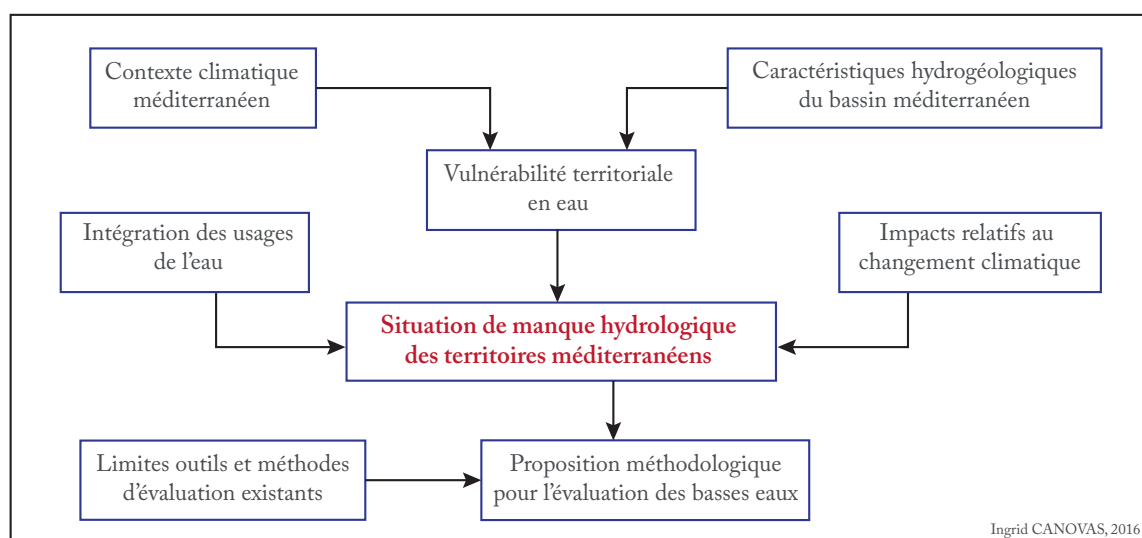 Contexte climatique
méditerranéen
Caractéristiques hydrogéologiques
du bassin méditerranéen
Vulnérabilité territoriale
en eau
Intégration des usages
de l'eau
Impacts relatifs au
changement climatique
Situation de manque hydrologique
des territoires méditerranéens
Limites outils et méthodes
d'évaluation existants
Proposition méthodologique
pour l'évaluation des basses eaux
Ingrid CANOVAS, 2016